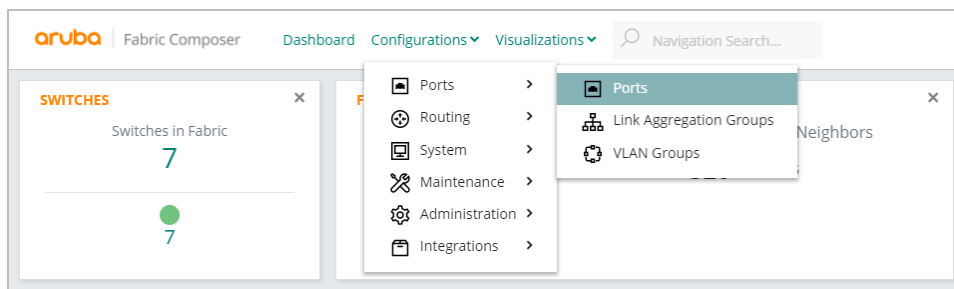 aruba Fabric Composer Dashboard Configurations Visualizations Navigation Search...
SWITCHES
Switches in Fabric
7
7
Ports
Routing
System
Maintenance
Administration
Integrations
Ports
Link Aggregation Groups
VLAN Groups
Neighbors